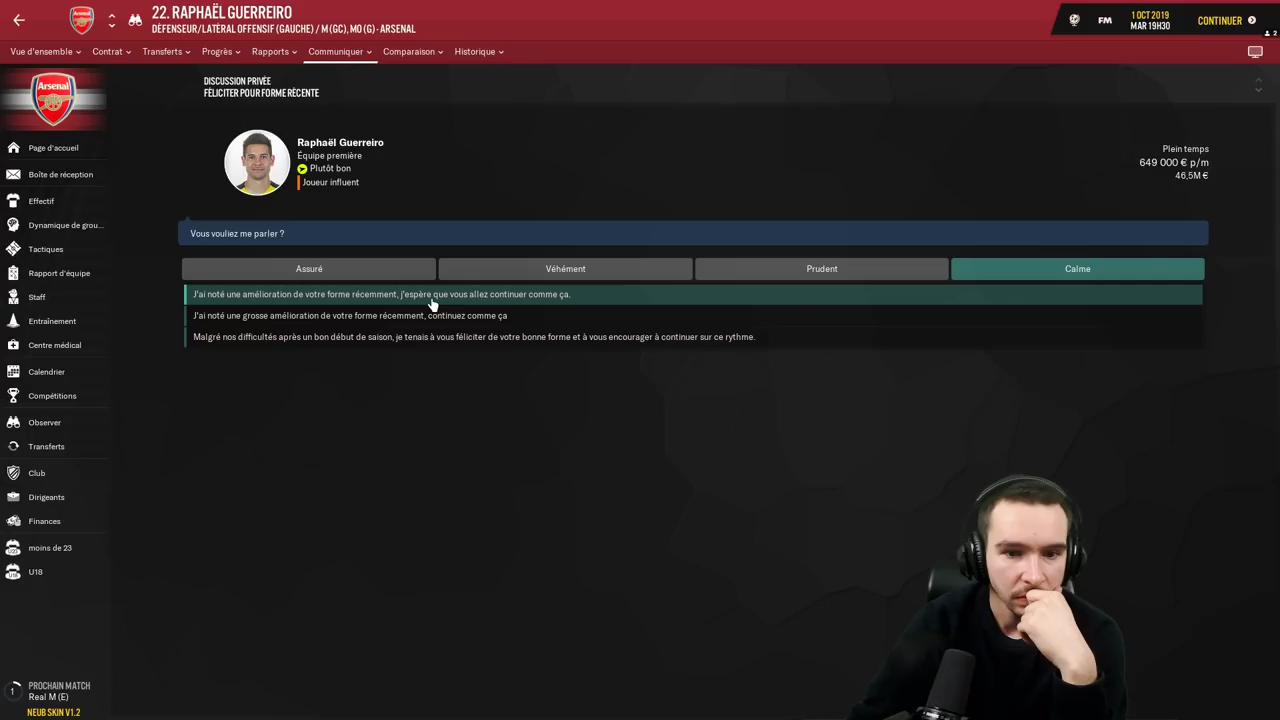 22. RAPHAËL GUERREIRO
DÉFENSEUR/LATÉRAL OFFENSIF (GAUCHE) / M (GC), MO (G) - ARSENAL
FM
1 OCT 2019
MAR 19H30
CONTINUER
2
Vue d'ensemble
Contrat
Transferts
Progrès
Rapports
Communiquer
Comparaison
Historique
Arsenal
DISCUSSION PRIVÉE
FÉLICITER POUR FORME RÉCENTE
Raphaël Guerreiro
Équipe première
Plutôt bon
Joueur influent
Plein temps
649 000 € p/m
46,5M €
Vous vouliez me parler ?
Assuré
Véhément
Prudent
Calme
J'ai noté une amélioration de votre forme récemment, j'espère que vous allez continuer comme ça.
J'ai noté une grosse amélioration de votre forme récemment, continuez comme ça
Malgré nos difficultés après un bon début de saison, je tenais à vous féliciter de votre bonne forme et à vous encourager à continuer sur ce rythme.
Page d'accueil
Boîte de réception
Effectif
Dynamique de grou...
Tactiques
Rapport d'équipe
Staff
Entraînement
Centre médical
Calendrier
Compétitions
Observer
Transferts
Club
Dirigeants
Finances
moins de 23
U18
1
PROCHAIN MATCH
Real M (E)
NEUB SKIN V1.2